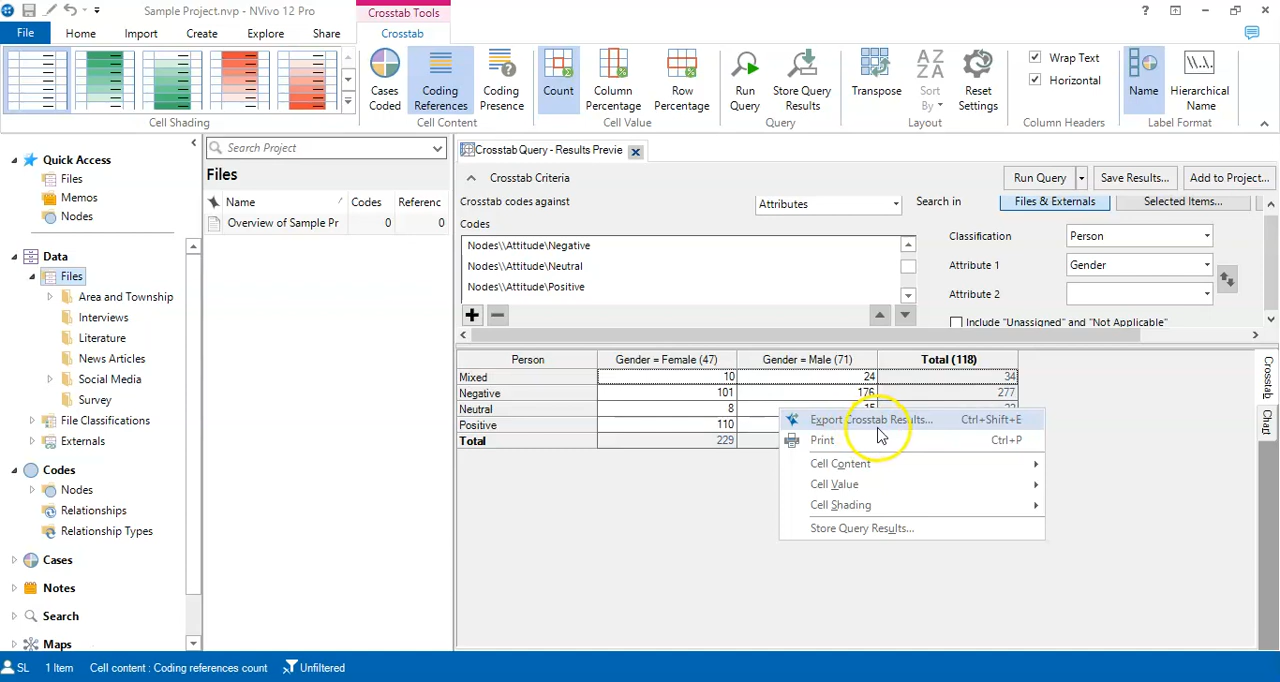 Sample Project.nvp - NVivo 12 Pro
Crosstab Tools
File Home Import Create Explore Share Crosstab
Cases Coded
Coding References
Coding Presence
Count
Column Percentage
Row Percentage
Run Query
Store Query Results
Transpose
Sort By
Reset Settings
Wrap Text
Horizontal
Name
Hierarchical Name
Cell Shading Cell Content Cell Value Query Layout Column Headers Label Format
Quick Access
Files
Memos
Nodes
Data
Files
Area and Township
Interviews
Literature
News Articles
Social Media
Survey
File Classifications
Externals
Codes
Nodes
Relationships
Relationship Types
Cases
Notes
Search
Maps
Search Project
Files
Name Codes Referenc
Overview of Sample Pr 0 0
Crosstab Query - Results Previe
Crosstab Criteria Run Query Save Results... Add to Project...
Crosstab codes against Attributes Search in Files & Externals Selected Items...
Codes
Nodes\\Attitude\Negative
Nodes\\Attitude\Neutral
Nodes\\Attitude\Positive
Classification Person
Attribute 1 Gender
Attribute 2
Include "Unassigned" and "Not Applicable"
Person Gender = Female (47) Gender = Male (71) Total (118)
Mixed 10 24 34
Negative 101 176 277
Neutral 8
Positive 110
Total 229
Export Crosstab Results... Ctrl+Shift+E
Print Ctrl+P
Cell Content
Cell Value
Cell Shading
Store Query Results...
Crosstab
Chart
SL 1 Item Cell content : Coding references count Unfiltered